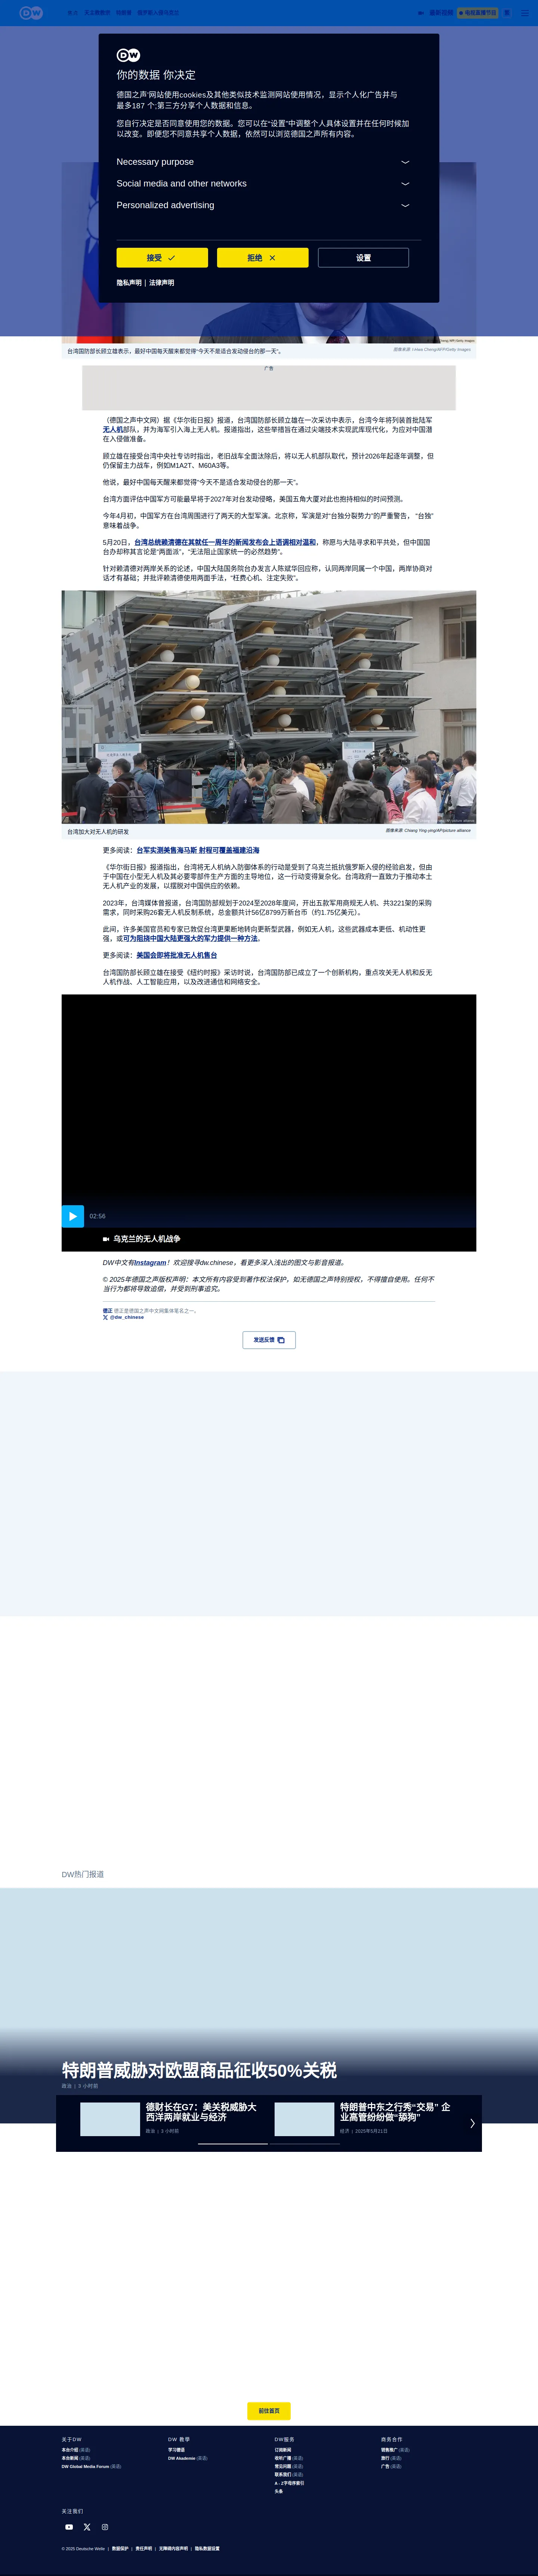 DW
最新视频
电视直播节目
你的数据 你决定
德国之声'网站使用cookies及其他类似技术监测网站使用情况，显示个人化广告并与
最多187 个;第三方分享个人数据和信息。
您自行决定是否同意使用您的数据。您可以在“设置”中调整个人具体设置并在任何时候加
以改变。即便您不同意共享个人数据，依然可以浏览德国之声所有内容。
Necessary purpose
Social media and other networks
Personalized advertising
接受
拒绝
设置
隐私声明 | 法律声明
台湾国防部长顾立雄表示，最好中国每天醒来都觉得“今天不是适合发动侵台的那一天”。
图像来源: I-Hwa Cheng/AFP/Getty Images
广告
（德国之声中文网）据《华尔街日报》报道，台湾国防部长顾立雄在一次采访中表示，台湾今年将列装首批陆军
无人机部队，并为海军引入海上无人机。报道指出，这些举措旨在通过尖端技术实现武库现代化，为应对中国潜
在入侵做准备。
顾立雄在接受台湾中央社专访时指出，老旧战车全面汰除后，将以无人机部队取代，预计2026年起逐年调整，但
仍保留主力战车，例如M1A2T、M60A3等。
他说，最好中国每天醒来都觉得“今天不是适合发动侵台的那一天”。
台湾方面评估中国军方可能最早将于2027年对台发动侵略，美国五角大厦对此也抱持相似的时间预测。
今年4月初，中国军方在台湾周围进行了两天的大型军演。北京称，军演是对“台独分裂势力”的严重警告， “台独”
意味着战争。
5月20日，台湾总统赖清德在其就任一周年的新闻发布会上语调相对温和，称愿与大陆寻求和平共处，但中国国
台办却称其言论是“两面派”，“无法阻止国家统一的必然趋势”。
针对赖清德对两岸关系的论述，中国大陆国务院台办发言人陈斌华回应称，认同两岸同属一个中国，两岸协商对
话才有基础；并批评赖清德使用两面手法，“枉费心机、注定失败”。
台湾加大对无人机的研发
图像来源: Chiang Ying-ying/AP/picture alliance
更多阅读：台军实测美售海马斯 射程可覆盖福建沿海
《华尔街日报》报道指出，台湾将无人机纳入防御体系的行动是受到了乌克兰抵抗俄罗斯入侵的经验启发，但由
于中国在小型无人机及其必要零部件生产方面的主导地位，这一行动变得复杂化。台湾政府一直致力于推动本土
无人机产业的发展，以摆脱对中国供应的依赖。
2023年，台湾媒体曾报道，台湾国防部规划于2024至2028年度间，开出五款军用商规无人机、共3221架的采购
需求，同时采购26套无人机反制系统，总金额共计56亿8799万新台币（约1.75亿美元）。
此间，许多美国官员和专家已敦促台湾更果断地转向更新型武器，例如无人机，这些武器成本更低、机动性更
强，或可为阻挠中国大陆更强大的军力提供一种方法。
更多阅读：美国会即将批准无人机售台
台湾国防部长顾立雄在接受《纽约时报》采访时说，台湾国防部已成立了一个创新机构，重点攻关无人机和反无
人机作战、人工智能应用，以及改进通信和网络安全。
02:56
乌克兰的无人机战争
DW中文有Instagram！欢迎搜寻dw.chinese，看更多深入浅出的图文与影音报道。
© 2025年德国之声版权声明：本文所有内容受到著作权法保护，如无德国之声特别授权，不得擅自使用。任何不
当行为都将导致追偿，并受到刑事追究。
德正 德正是德国之声中文网集体笔名之一。
@dw_chinese
发送反馈
DW热门报道
特朗普威胁对欧盟商品征收50%关税
政治 | 3 小时前
德财长在G7：美关税威胁大
西洋两岸就业与经济
政治 | 3 小时前
特朗普中东之行秀“交易” 企
业高管纷纷做“舔狗”
经济 | 2025年5月21日
前往首页
关于DW
本台介绍 (英语)
本台新闻 (英语)
DW Global Media Forum (英语)
DW 教学
学习德语
DW Akademie (英语)
DW服务
订阅新闻
收听广播 (英语)
常见问题 (英语)
联系我们 (英语)
A - Z字母序索引
头条
商务合作
销售推广 (英语)
旅行 (英语)
广告 (英语)
关注我们
© 2025 Deutsche Welle | 数据保护 | 责任声明 | 无障碍内容声明 | 隐私数据设置